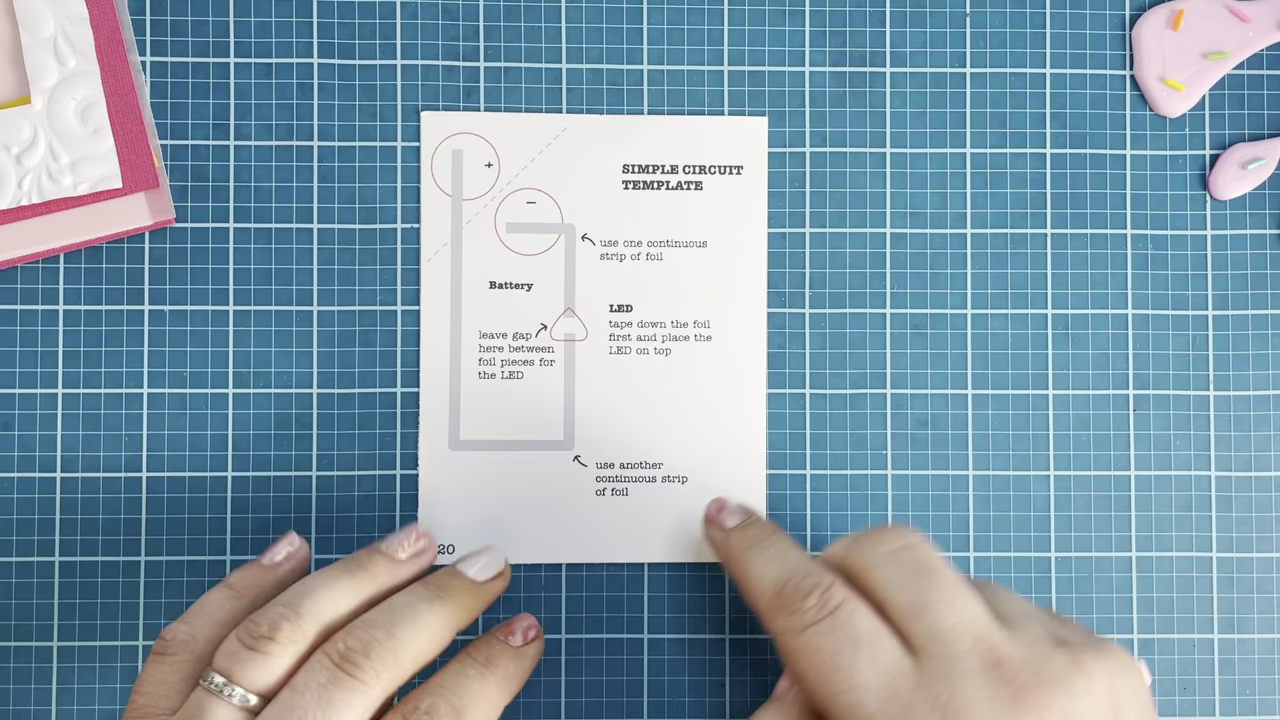 +
SIMPLE CIRCUIT
TEMPLATE
−
use one continuous
strip of foil
Battery
LED
tape down the foil
first and place the
LED on top
leave gap
here between
foil pieces for
the LED
use another
continuous strip
of foil
20